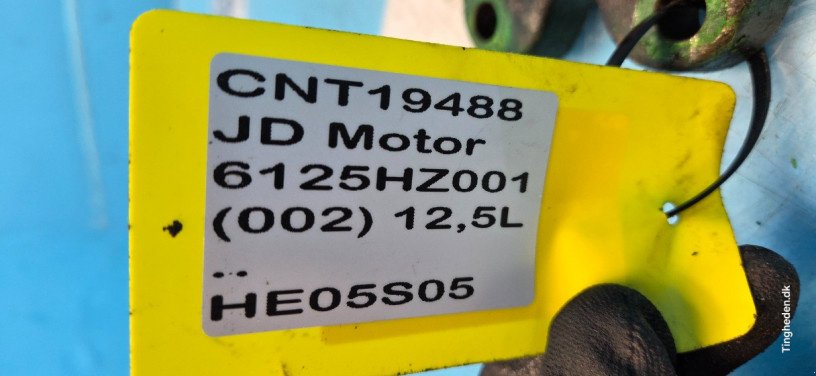 CNT19488
JD Motor
6125HZ001
(002) 12,5L
..
HE05S05
Tingheden.dk